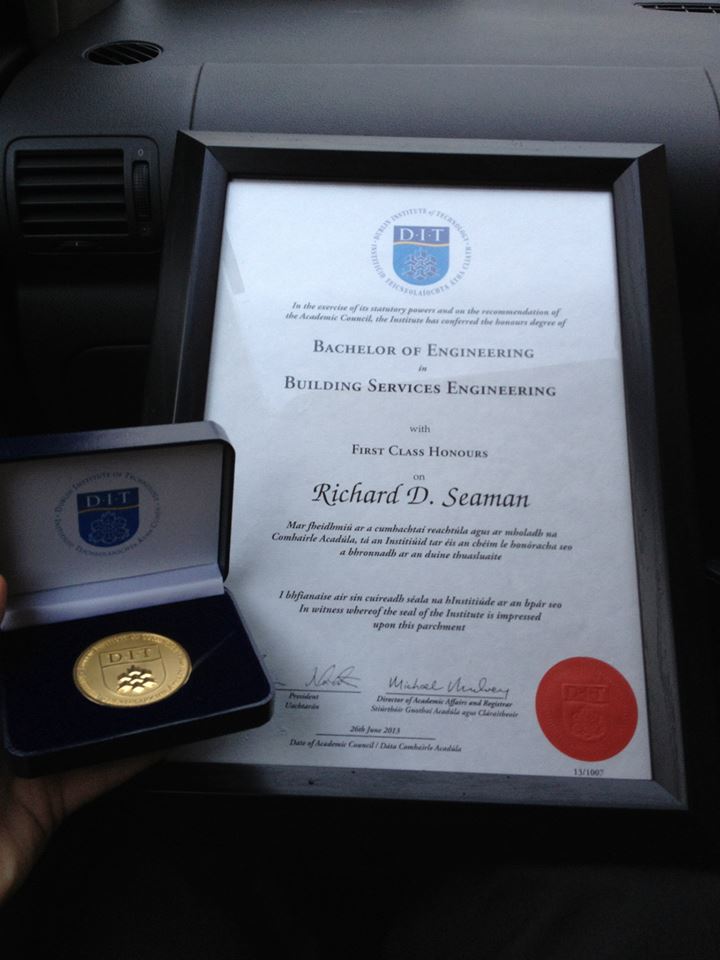 DUBLIN INSTITUTE of TECHNOLOGY
D·I·T
INSTITIÚID TEICNEOLAÍOCHTA ÁTHA CLIATH
In the exercise of its statutory powers and on the recommendation of
the Academic Council, the Institute has conferred the honours degree of
BACHELOR OF ENGINEERING
in
BUILDING SERVICES ENGINEERING
with
FIRST CLASS HONOURS
on
Richard D. Seaman
Mar fheidhmiú ar a cumhachtaí reachtúla agus ar mholadh na
Comhairle Acadúla, tá an Institiúid tar éis an chéim le honóracha seo
a bhronnadh ar an duine thuasluaite
I bhfianaise air sin cuireadh séala na hInstitiúide ar an bpár seo
In witness whereof the seal of the Institute is impressed
upon this parchment
Michael Mulvey
President
Uachtarán
Director of Academic Affairs and Registrar
Stiúrthóir Gnóthaí Acadúla agus Cláraitheoir
26th June 2013
Date of Academic Council / Dáta Comhairle Acadúla
D·I·T
13/1007
DUBLIN INSTITUTE OF TECHNOLOGY
D·I·T
INSTITIÚID TEICNEOLAÍOCHTA ÁTHA CLIATH
D·I·T
0